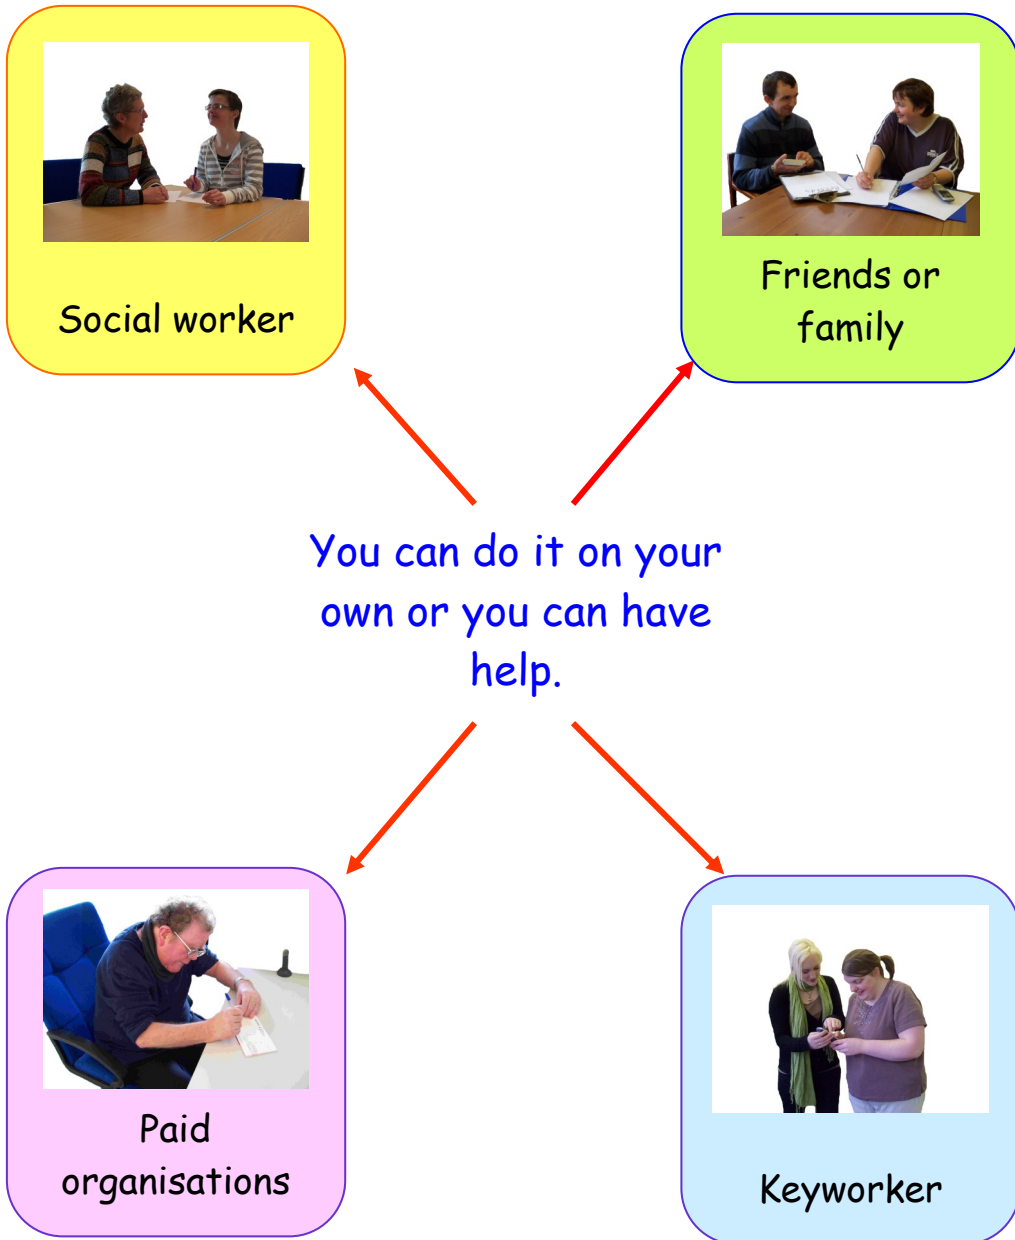 Social worker
Friends or
family
You can do it on your
own or you can have
help.
Paid
organisations
Keyworker